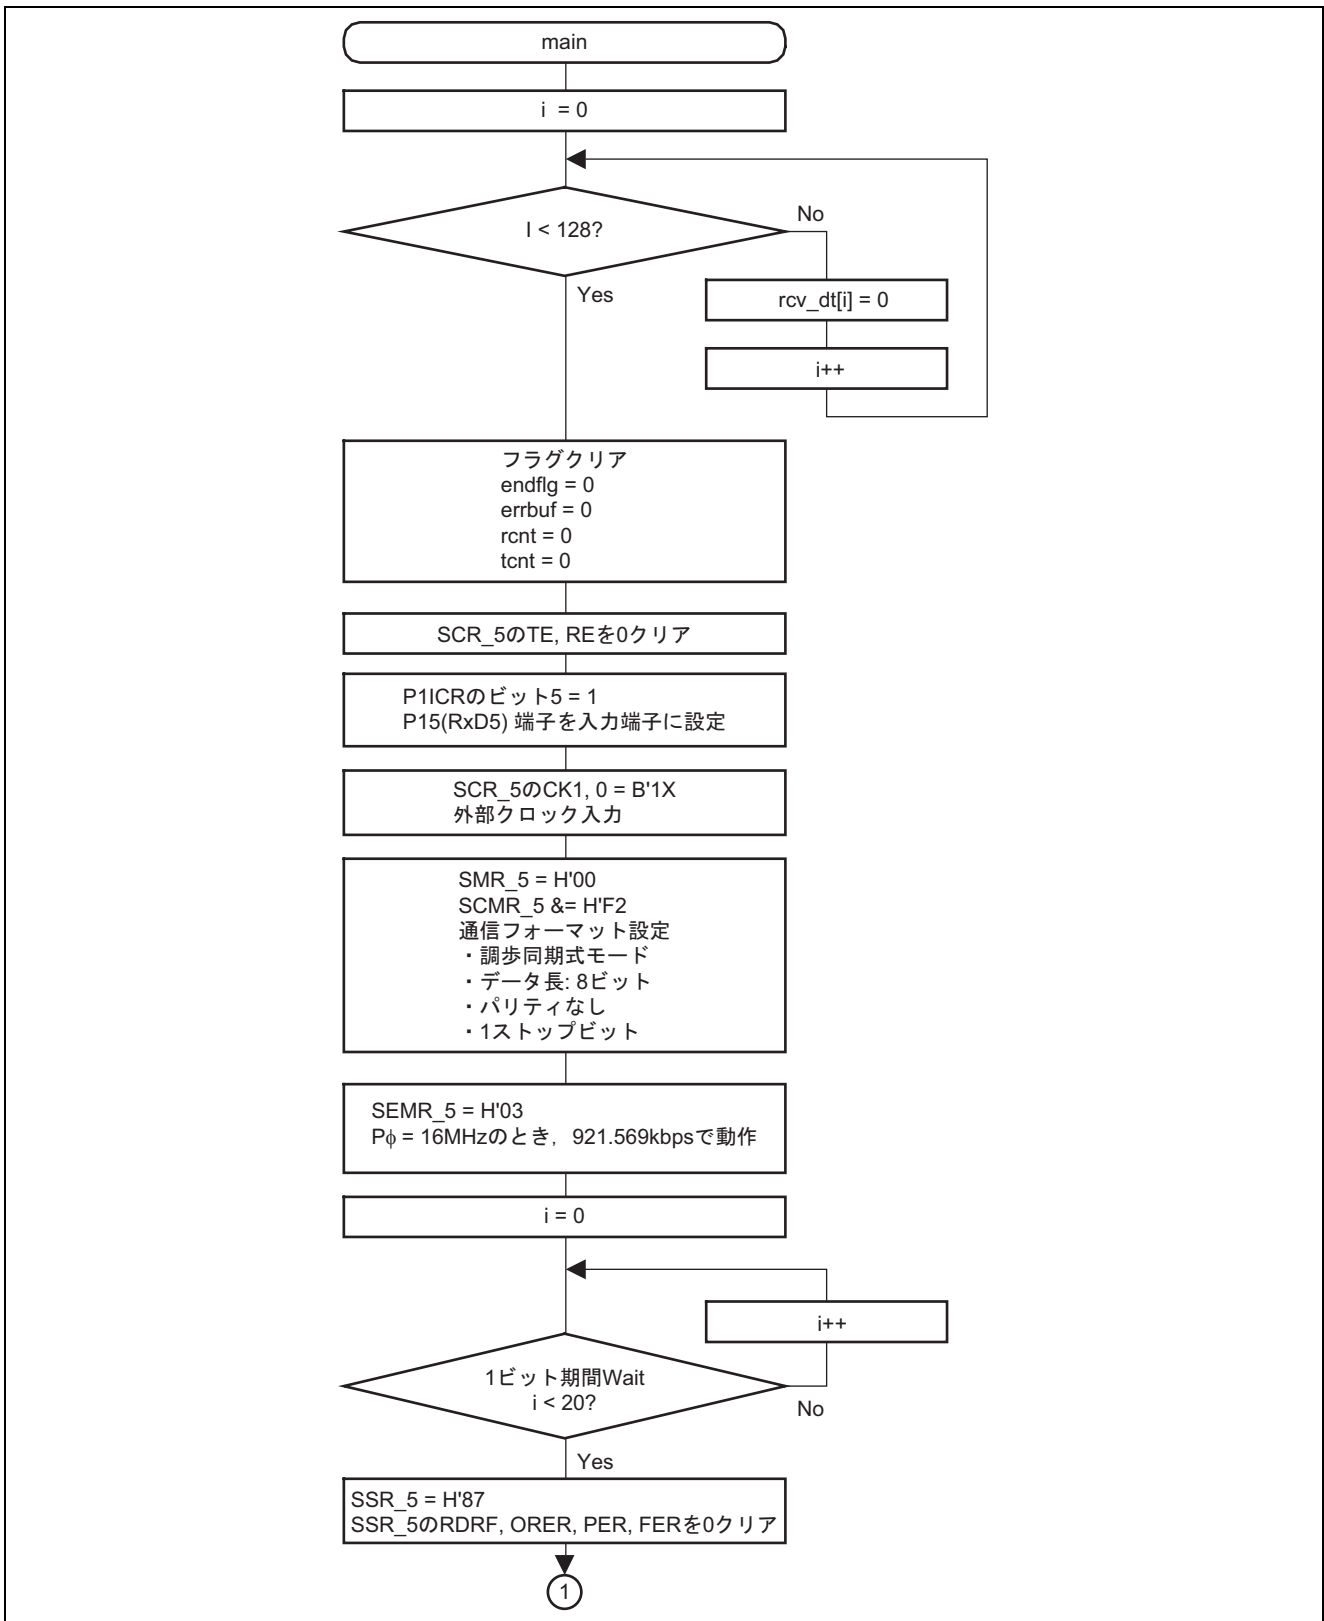 main
i = 0
I < 128?
No
Yes
rcv_dt[i] = 0
i++
フラグクリア
endflg = 0
errbuf = 0
rcnt = 0
tcnt = 0
SCR_5のTE, REを0クリア
P1ICRのビット5 = 1
P15(RxD5) 端子を入力端子に設定
SCR_5のCK1, 0 = B'1X
外部クロック入力
SMR_5 = H'00
SCMR_5 &= H'F2
通信フォーマット設定
・調歩同期式モード
・データ長: 8ビット
・パリティなし
・1ストップビット
SEMR_5 = H'03
Pφ = 16MHzのとき, 921.569kbpsで動作
i = 0
i++
1ビット期間Wait
i < 20?
No
Yes
SSR_5 = H'87
SSR_5のRDRF, ORER, PER, FERを0クリア
1